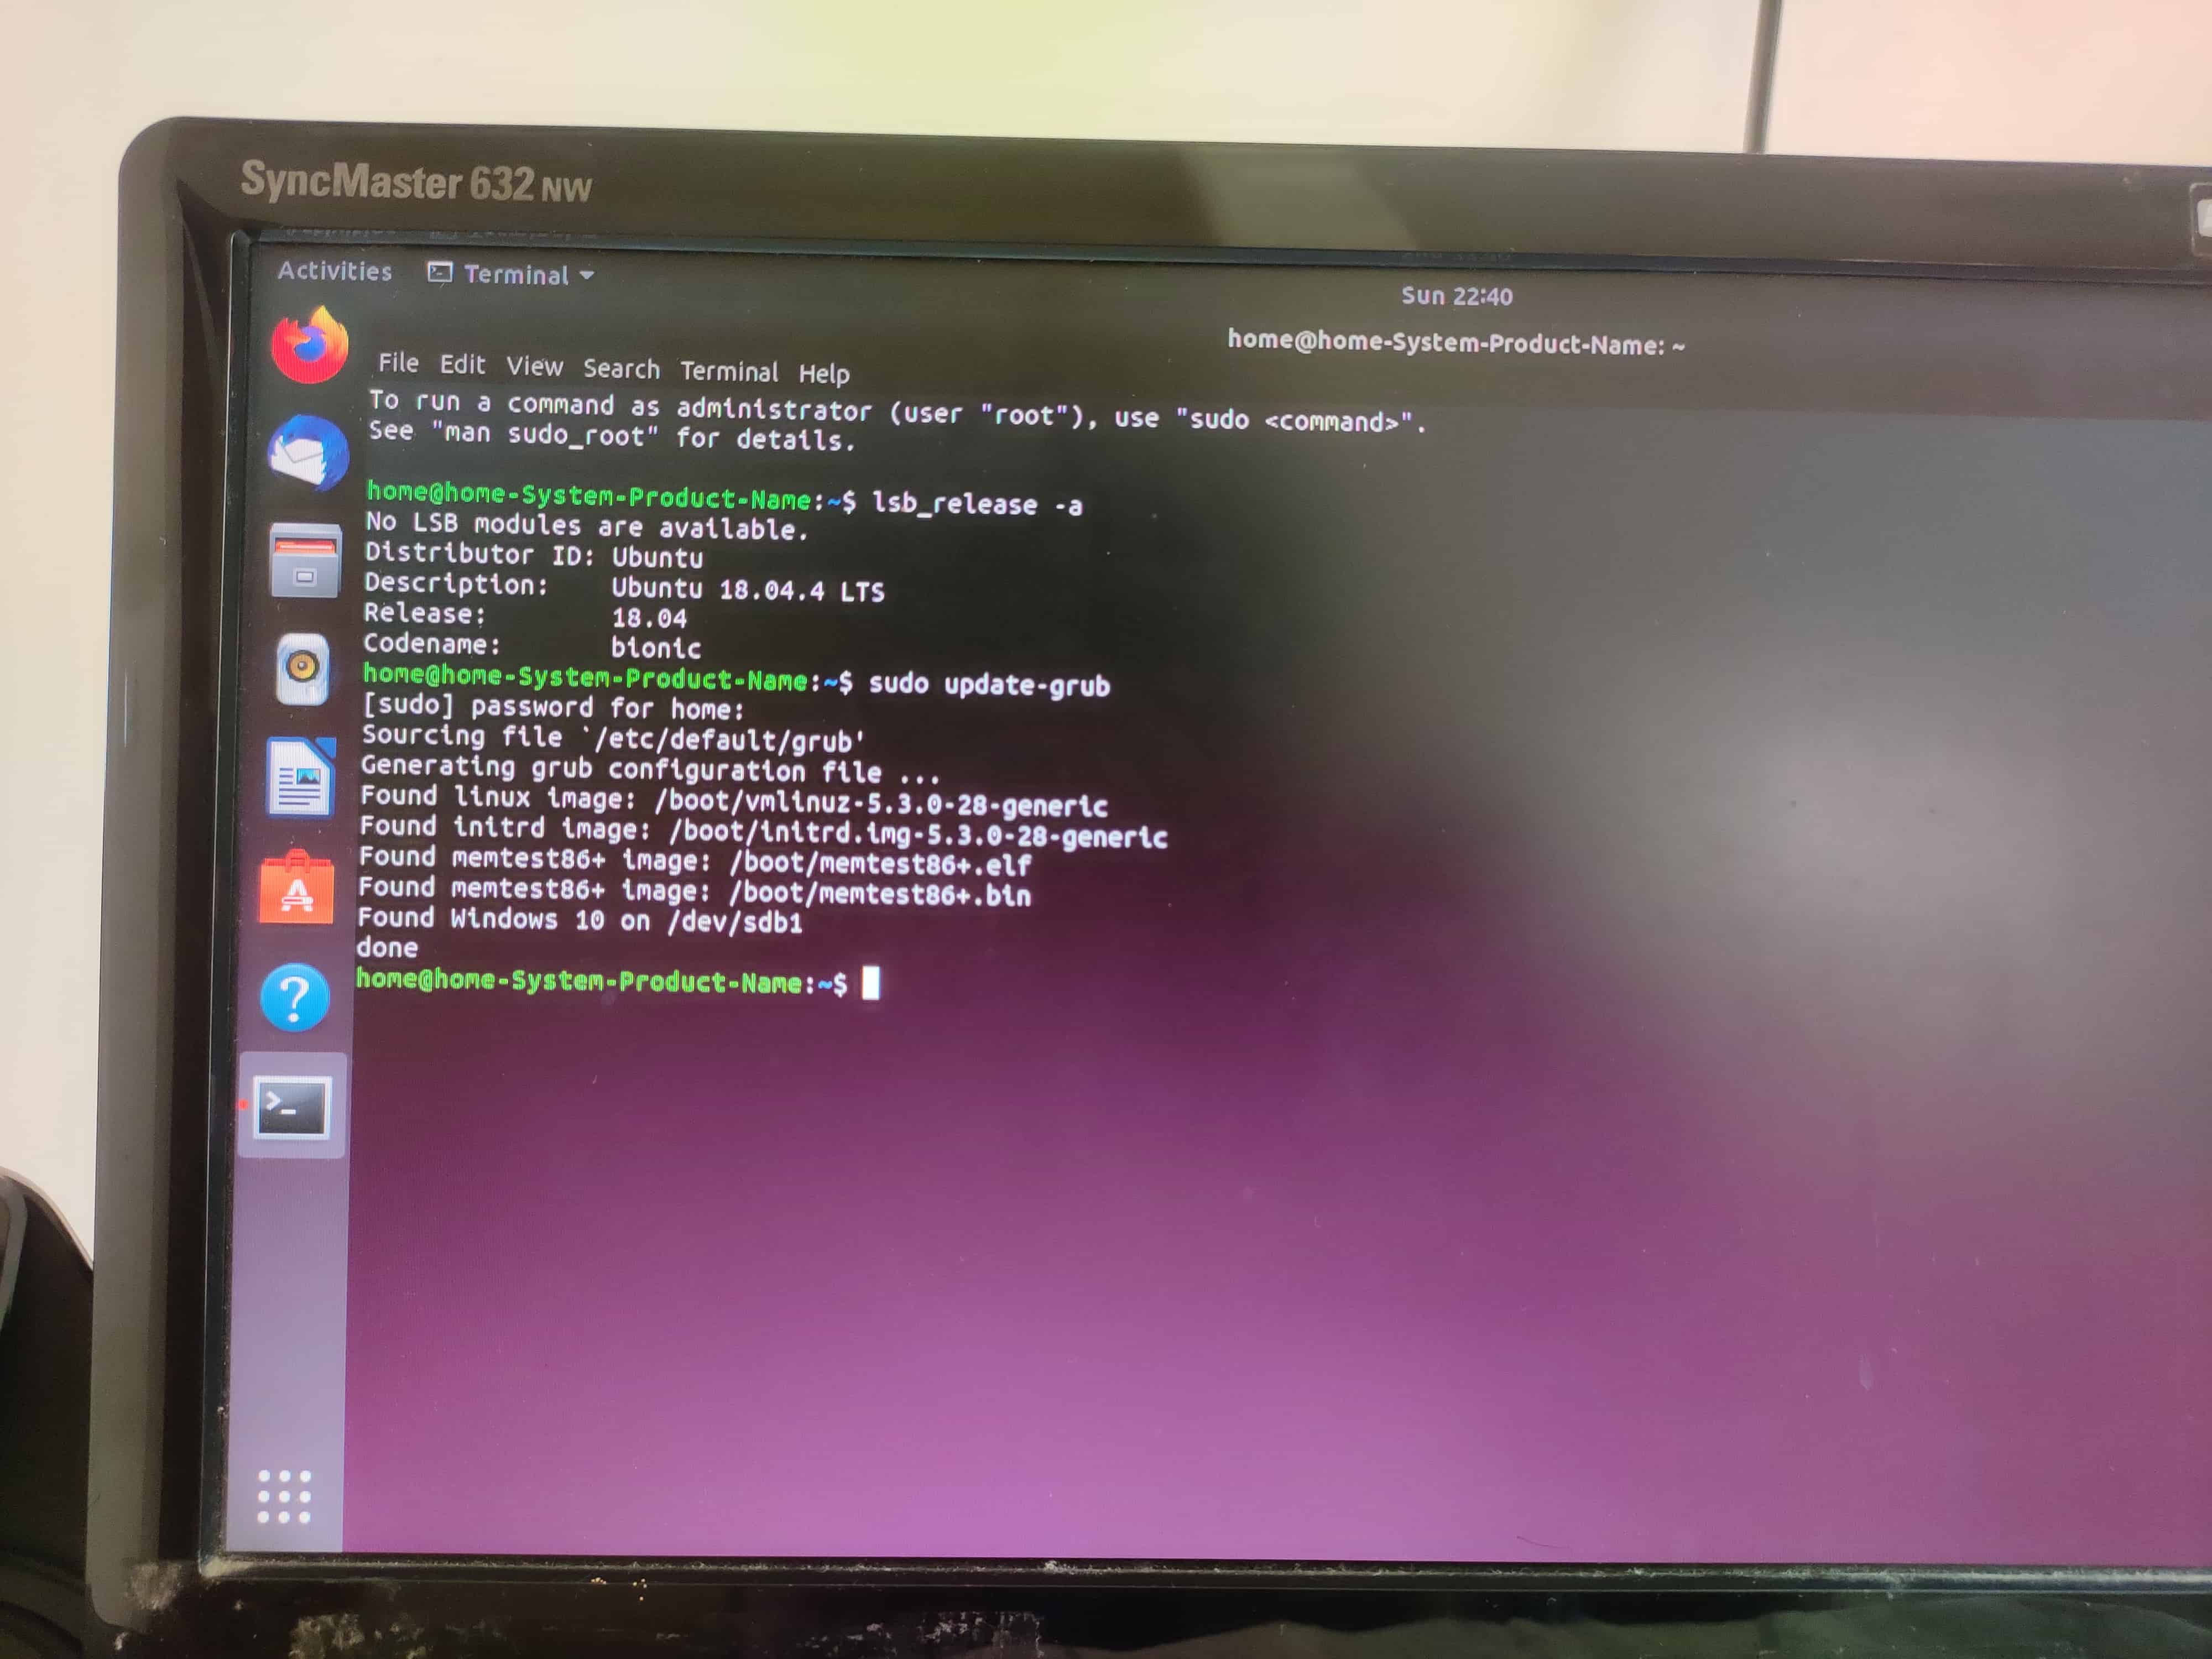 SyncMaster 632 NW
Activities Terminal
Sun 22:40
home@home-System-Product-Name: ~
File Edit View Search Terminal Help
To run a command as administrator (user "root"), use "sudo <command>".
See "man sudo_root" for details.
home@home-System-Product-Name:~$ lsb_release -a
No LSB modules are available.
Distributor ID: Ubuntu
Description: Ubuntu 18.04.4 LTS
Release: 18.04
Codename: bionic
home@home-System-Product-Name:~$ sudo update-grub
[sudo] password for home:
Sourcing file `/etc/default/grub'
Generating grub configuration file ...
Found linux image: /boot/vmlinuz-5.3.0-28-generic
Found initrd image: /boot/initrd.img-5.3.0-28-generic
Found memtest86+ image: /boot/memtest86+.elf
Found memtest86+ image: /boot/memtest86+.bin
Found Windows 10 on /dev/sdb1
done
home@home-System-Product-Name:~$